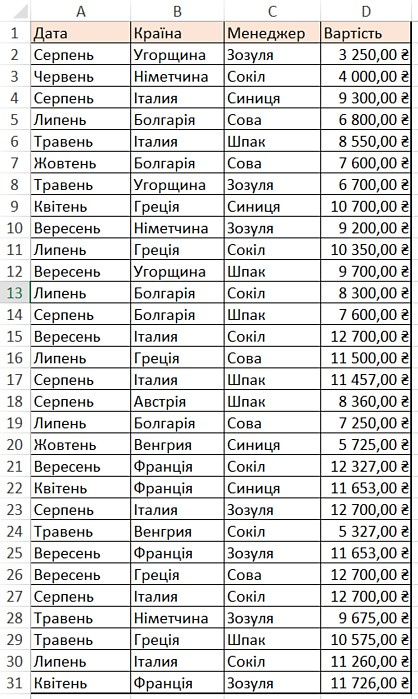 A B C D
1 Дата Країна Менеджер Вартість
2 Серпень Угорщина Зозуля 3 250,00 ₴
3 Червень Німетчина Сокіл 4 000,00 ₴
4 Серпень Італия Синиця 9 300,00 ₴
5 Липень Болгарія Сова 6 800,00 ₴
6 Травень Італия Шпак 8 550,00 ₴
7 Жовтень Болгарія Сова 7 600,00 ₴
8 Травень Угорщина Зозуля 6 700,00 ₴
9 Квітень Греція Синиця 10 700,00 ₴
10 Вересень Німетчина Зозуля 9 200,00 ₴
11 Липень Греція Сокіл 10 350,00 ₴
12 Вересень Угорщина Шпак 9 700,00 ₴
13 Липень Болгарія Сокіл 8 300,00 ₴
14 Серпень Болгарія Шпак 7 600,00 ₴
15 Вересень Італия Сокіл 12 700,00 ₴
16 Липень Греція Сова 11 500,00 ₴
17 Серпень Італия Шпак 11 457,00 ₴
18 Серпень Австрія Шпак 8 360,00 ₴
19 Липень Болгарія Сова 7 250,00 ₴
20 Жовтень Венгрия Синиця 5 725,00 ₴
21 Вересень Франція Сокіл 12 327,00 ₴
22 Квітень Франція Синиця 11 653,00 ₴
23 Серпень Італия Зозуля 12 700,00 ₴
24 Травень Венгрия Сокіл 5 327,00 ₴
25 Вересень Франція Зозуля 11 653,00 ₴
26 Вересень Греція Сова 12 700,00 ₴
27 Серпень Італия Сокіл 12 700,00 ₴
28 Травень Німетчина Зозуля 9 675,00 ₴
29 Травень Греція Шпак 10 575,00 ₴
30 Липень Італия Сокіл 11 260,00 ₴
31 Квітень Франція Зозуля 11 726,00 ₴